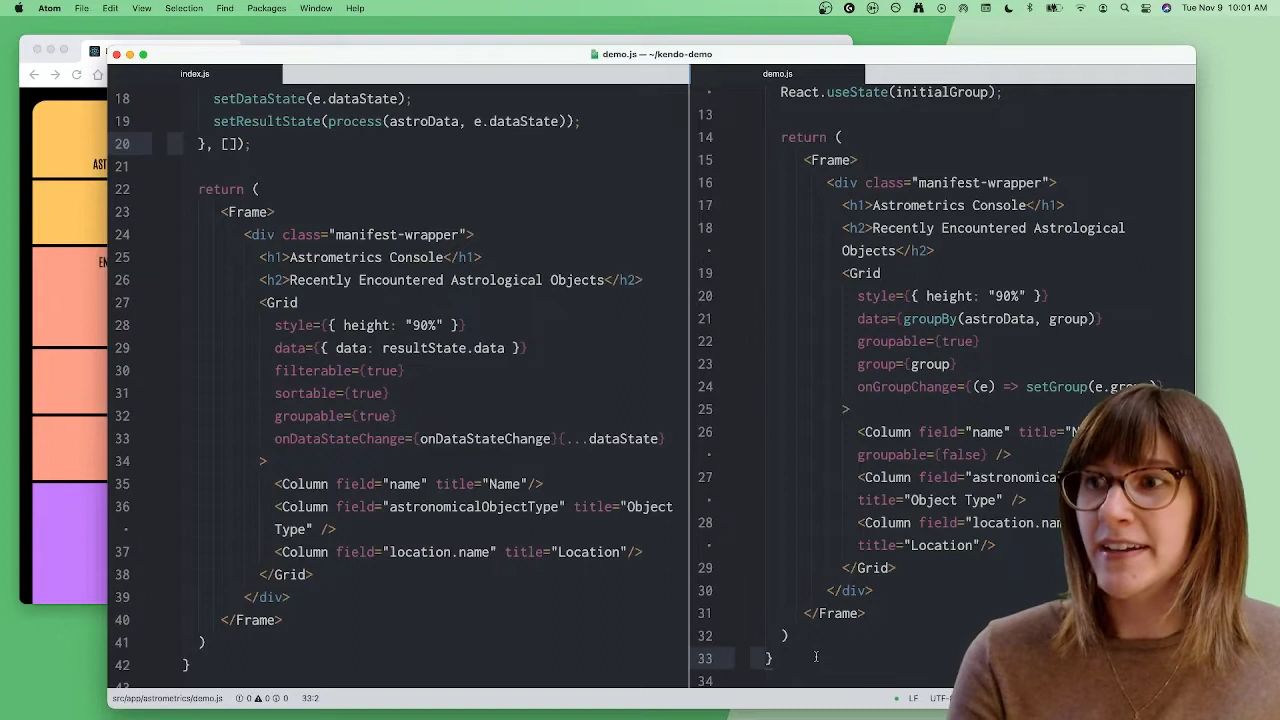 Atom File Edit View Selection Find Packages Window Help Tue Nov 9 10:01 AM
demo.js — ~/kendo-demo
index.js
18 setDataState(e.dataState);
19 setResultState(process(astroData, e.dataState));
20 }, []);
21
22 return (
23 <Frame>
24 <div class="manifest-wrapper">
25 <h1>Astrometrics Console</h1>
26 <h2>Recently Encountered Astrological Objects</h2>
27 <Grid
28 style={{ height: "90%" }}
29 data={{ data: resultState.data }}
30 filterable={true}
31 sortable={true}
32 groupable={true}
33 onDataStateChange={onDataStateChange}{...dataState}
34 >
35 <Column field="name" title="Name"/>
36 <Column field="astronomicalObjectType" title="Object
• Type" />
37 <Column field="location.name" title="Location"/>
38 </Grid>
39 </div>
40 </Frame>
41 )
42 }
demo.js
• React.useState(initialGroup);
13
14 return (
15 <Frame>
16 <div class="manifest-wrapper">
17 <h1>Astrometrics Console</h1>
18 <h2>Recently Encountered Astrological
• Objects</h2>
19 <Grid
20 style={{ height: "90%" }}
21 data={groupBy(astroData, group)}
22 groupable={true}
23 group={group}
24 onGroupChange={(e) => setGroup(e.group)}
25 >
26 <Column field="name" title="N
• groupable={false} />
27 <Column field="astronomica
• title="Object Type" />
28 <Column field="location.nam
• title="Location"/>
29 </Grid>
30 </div>
31 </Frame>
32 )
33 }
34
AST
EN
src/app/astrometrics/demo.js 0 0 0 33:2 LF UTF-